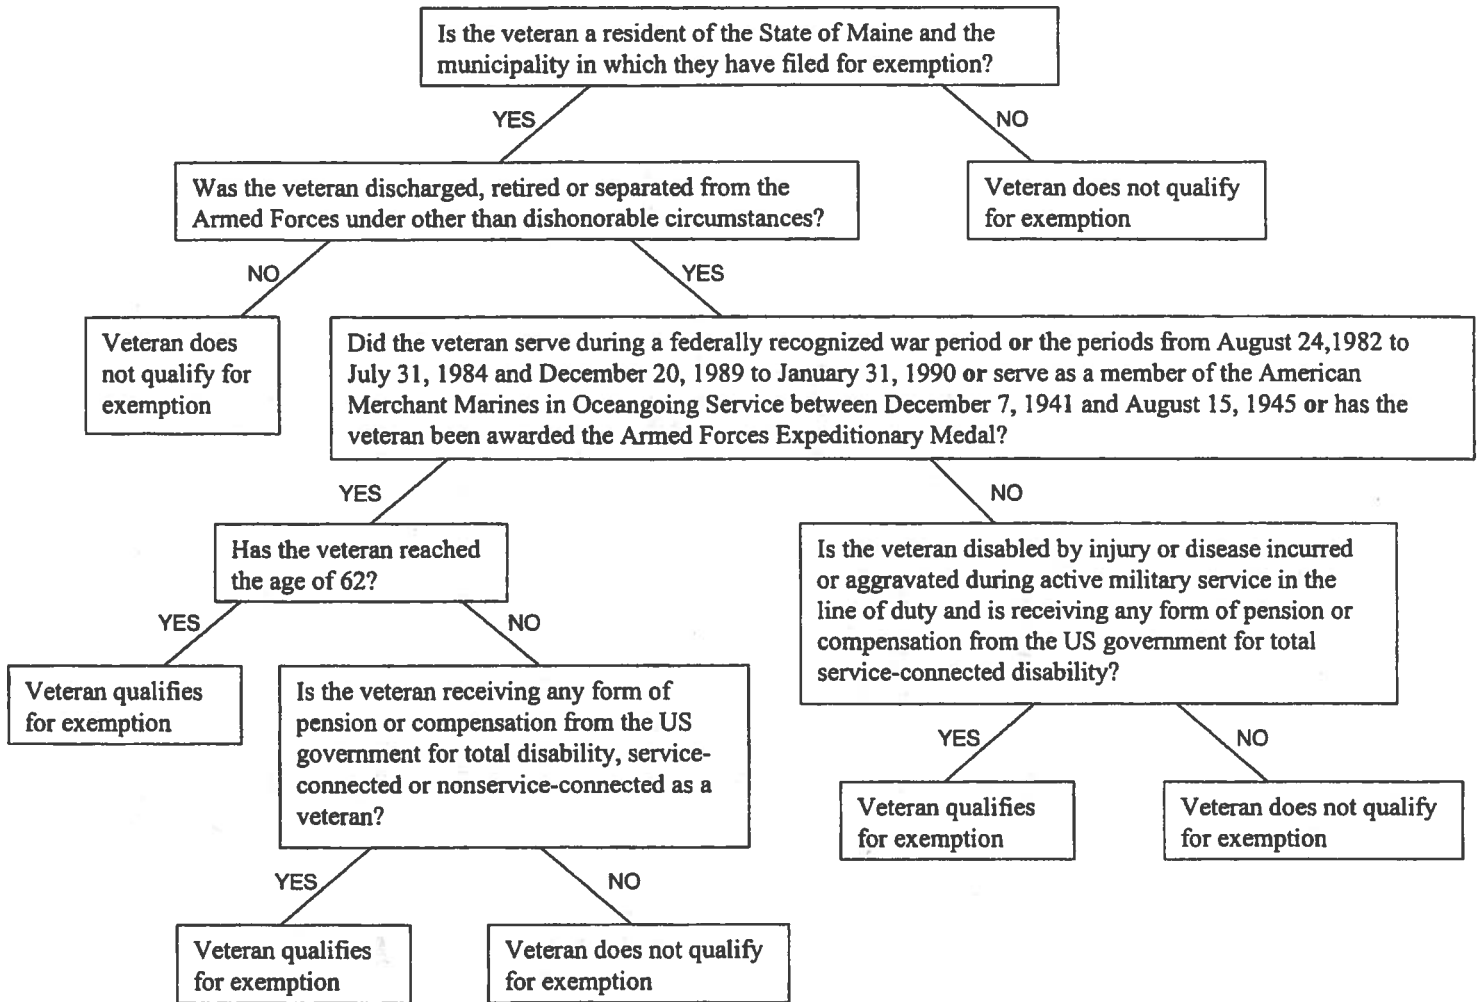 Is the veteran a resident of the State of Maine and the
municipality in which they have filed for exemption?
YES
NO
Was the veteran discharged, retired or separated from the
Armed Forces under other than dishonorable circumstances?
Veteran does not qualify
for exemption
NO
YES
Veteran does
not qualify for
exemption
Did the veteran serve during a federally recognized war period or the periods from August 24,1982 to
July 31, 1984 and December 20, 1989 to January 31, 1990 or serve as a member of the American
Merchant Marines in Oceangoing Service between December 7, 1941 and August 15, 1945 or has the
veteran been awarded the Armed Forces Expeditionary Medal?
YES
NO
Has the veteran reached
the age of 62?
Is the veteran disabled by injury or disease incurred
or aggravated during active military service in the
line of duty and is receiving any form of pension or
compensation from the US government for total
service-connected disability?
YES
NO
Veteran qualifies
for exemption
Is the veteran receiving any form of
pension or compensation from the US
government for total disability, service-
connected or nonservice-connected as a
veteran?
YES
NO
Veteran qualifies
for exemption
Veteran does not qualify
for exemption
YES
NO
Veteran qualifies
for exemption
Veteran does not qualify
for exemption